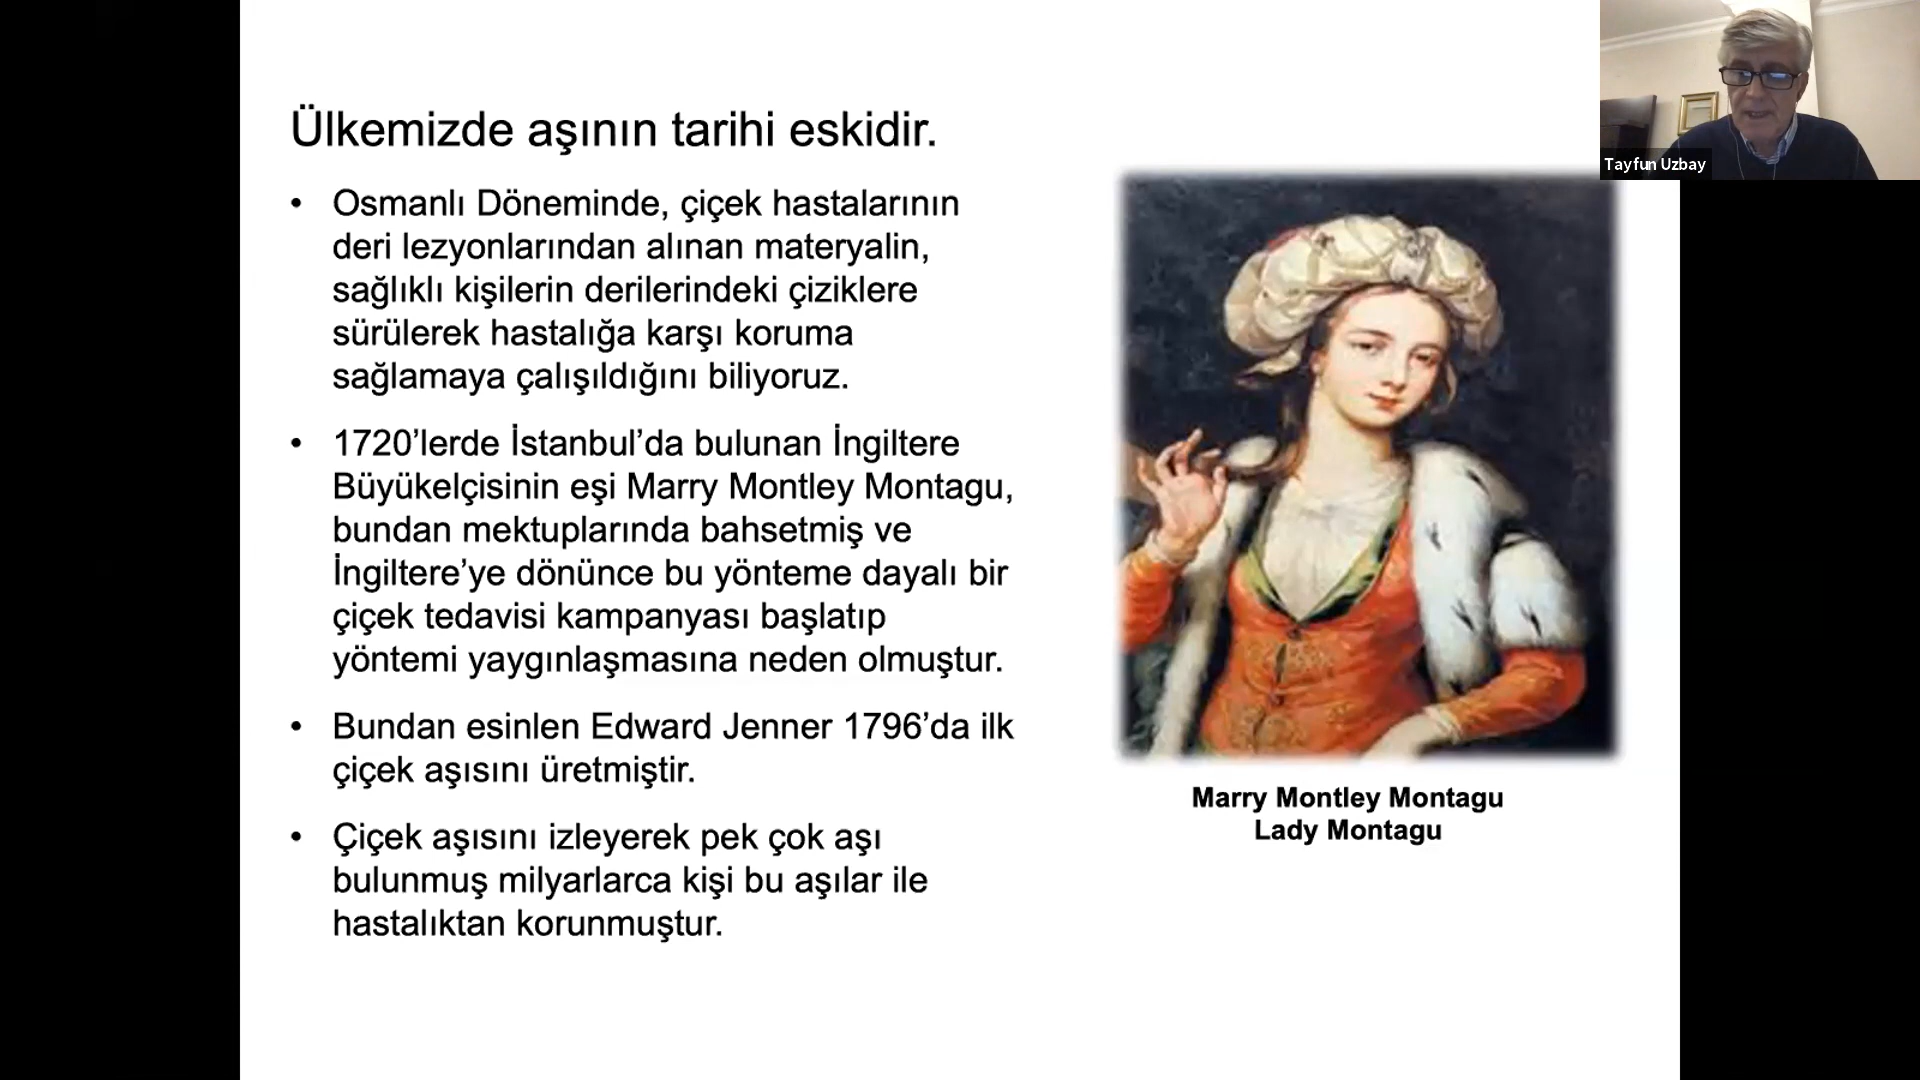 Ülkemizde aşının tarihi eskidir.
• Osmanlı Döneminde, çiçek hastalarının
deri lezyonlarından alınan materyalin,
sağlıklı kişilerin derilerindeki çiziklere
sürülerek hastalığa karşı koruma
sağlamaya çalışıldığını biliyoruz.
• 1720’lerde İstanbul’da bulunan İngiltere
Büyükelçisinin eşi Marry Montley Montagu,
bundan mektuplarında bahsetmiş ve
İngiltere’ye dönünce bu yönteme dayalı bir
çiçek tedavisi kampanyası başlatıp
yöntemi yaygınlaşmasına neden olmuştur.
• Bundan esinlen Edward Jenner 1796’da ilk
çiçek aşısını üretmiştir.
• Çiçek aşısını izleyerek pek çok aşı
bulunmuş milyarlarca kişi bu aşılar ile
hastalıktan korunmuştur.
Marry Montley Montagu
Lady Montagu
Tayfun Uzbay